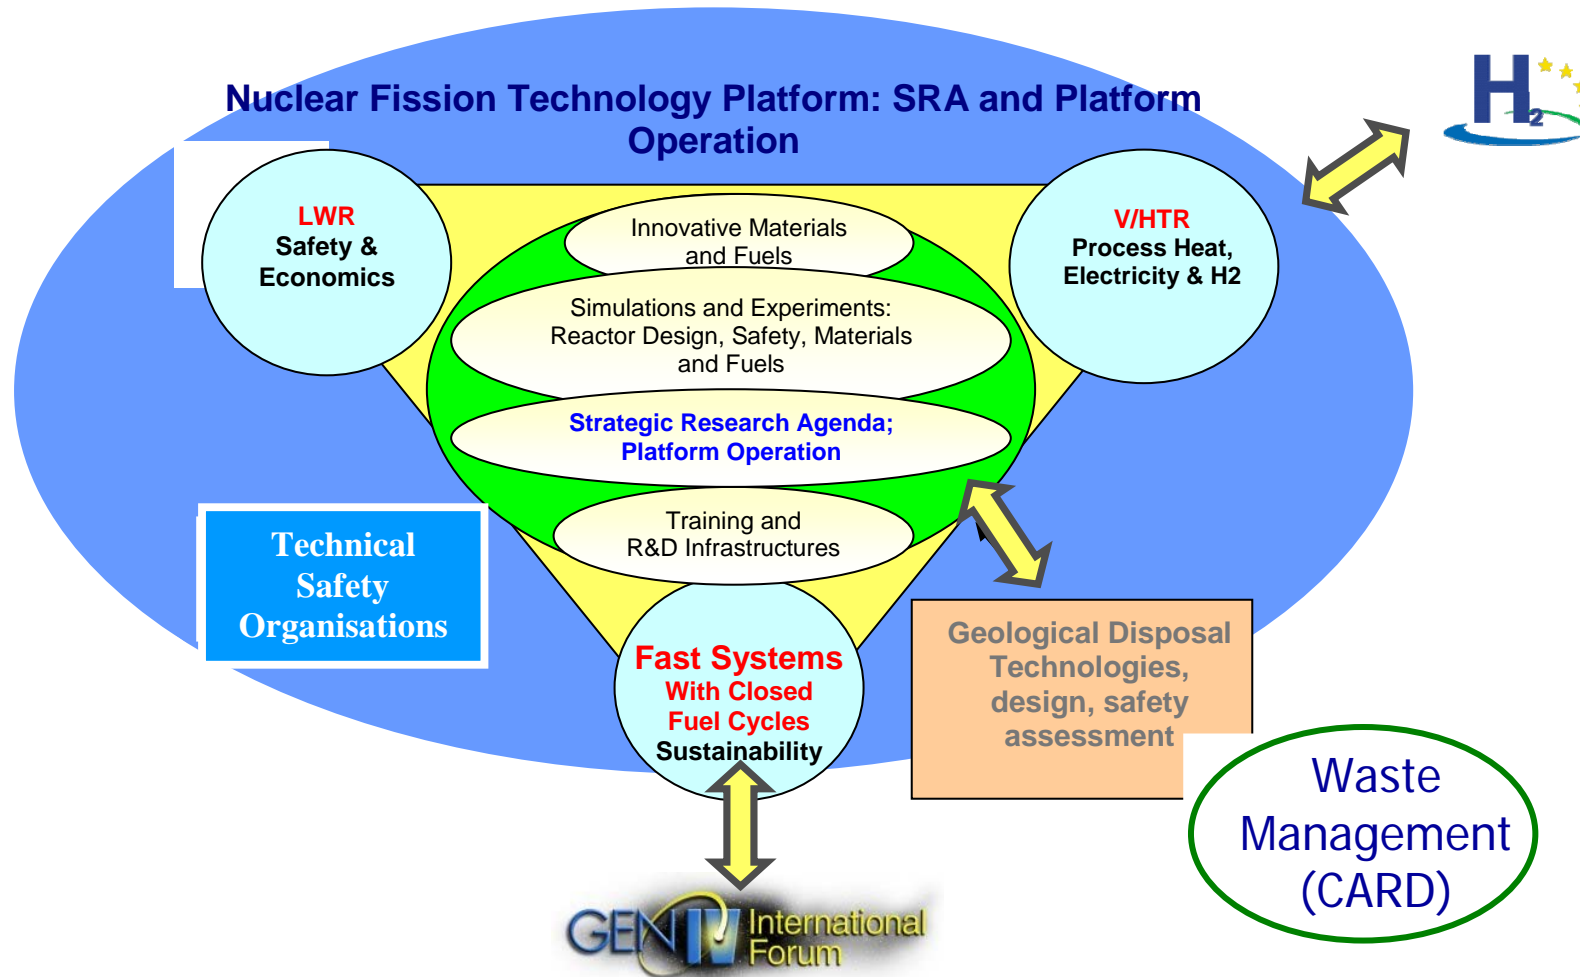 Nuclear Fission Technology Platform: SRA and Platform
Operation
H2
LWR
Safety &
Economics
Innovative Materials
and Fuels
V/HTR
Process Heat,
Electricity & H2
Simulations and Experiments:
Reactor Design, Safety, Materials
and Fuels
Strategic Research Agenda;
Platform Operation
Training and
R&D Infrastructures
Technical
Safety
Organisations
Fast Systems
With Closed
Fuel Cycles
Sustainability
Geological Disposal
Technologies,
design, safety
assessment
Waste
Management
(CARD)
GEN IV International
Forum